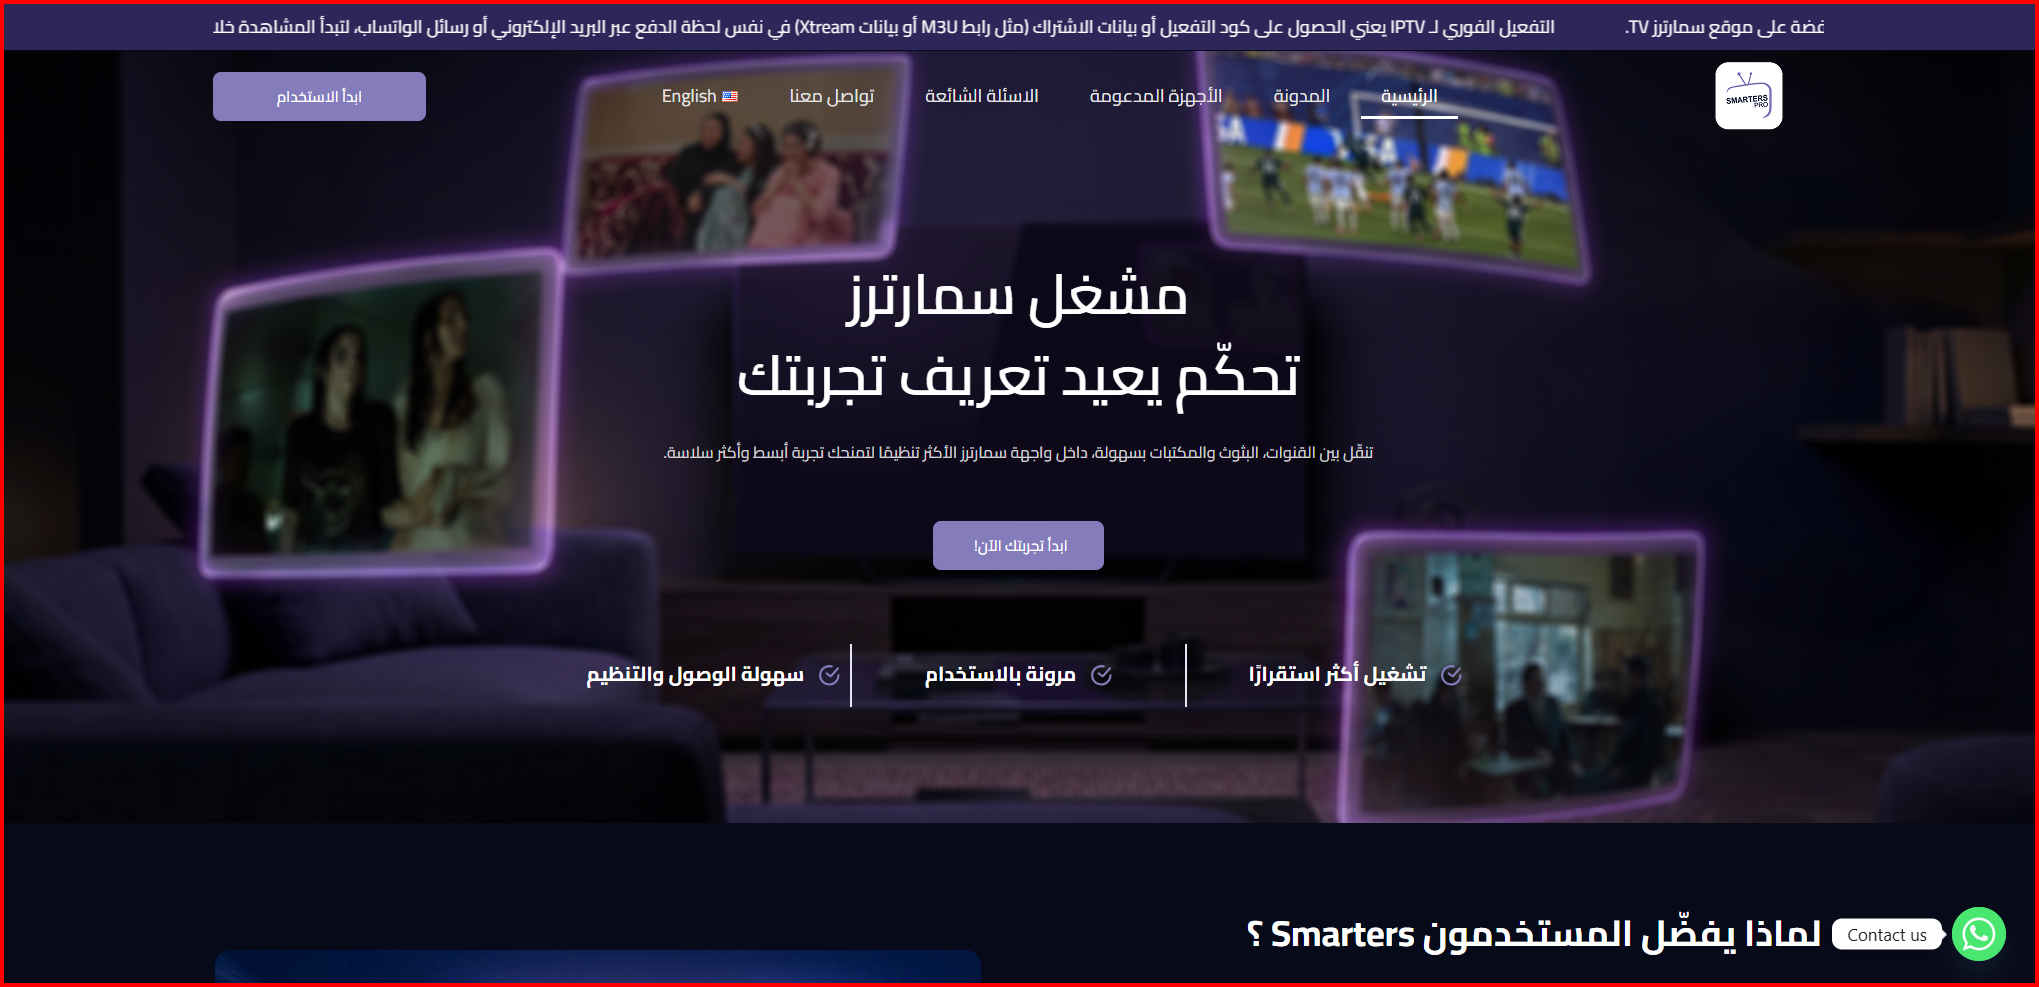 فضة على موقع سمارترز TV.
التفعيل الفوري لـ IPTV يعني الحصول على كود التفعيل أو بيانات الاشتراك (مثل رابط M3U أو بيانات Xtream) في نفس لحظة الدفع عبر البريد الإلكتروني أو رسائل الواتساب، لتبدأ المشاهدة خلا
SMARTERS
PRO
الرئيسية
المدونة
الأجهزة المدعومة
الاسئلة الشائعة
تواصل معنا
English
ابدأ الاستخدام
مشغل سمارترز
تحكّم يعيد تعريف تجربتك
تنقّل بين القنوات، البثوث والمكتبات بسهولة، داخل واجهة سمارترز الأكثر تنظيمًا لتمنحك تجربة أبسط وأكثر سلاسة.
ابدأ تجربتك الآن!
تشغيل أكثر استقرارًا
مرونة بالاستخدام
سهولة الوصول والتنظيم
لماذا يفضّل المستخدمون Smarters ؟
Contact us